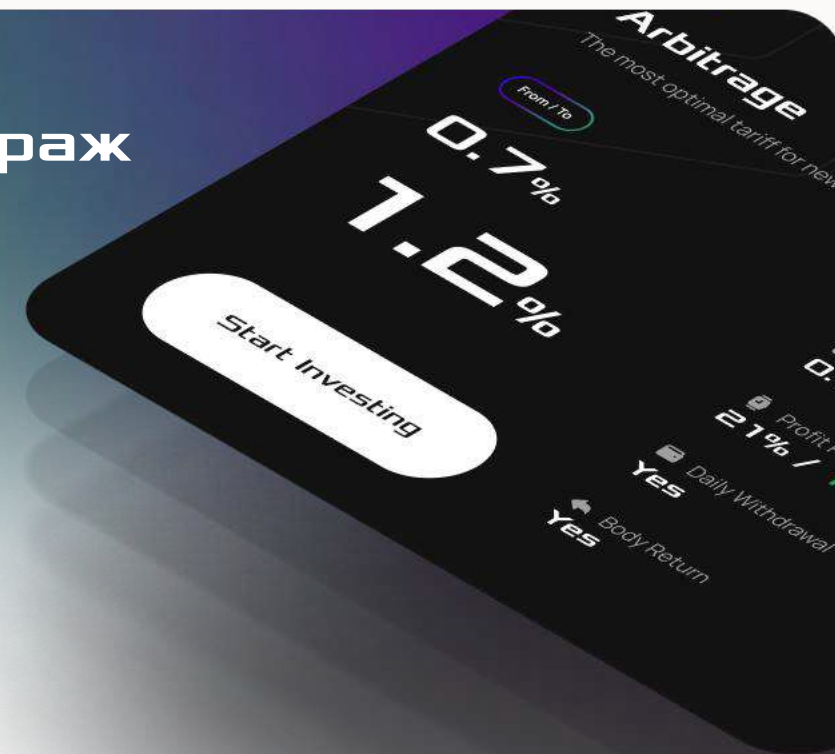 раж
Arbitrage
The most optimal tariff for new
From / To
0.7%
1.2%
Start Investing
0.
Profit
21% /
Daily Withdrawal
Yes
Body Return
Yes